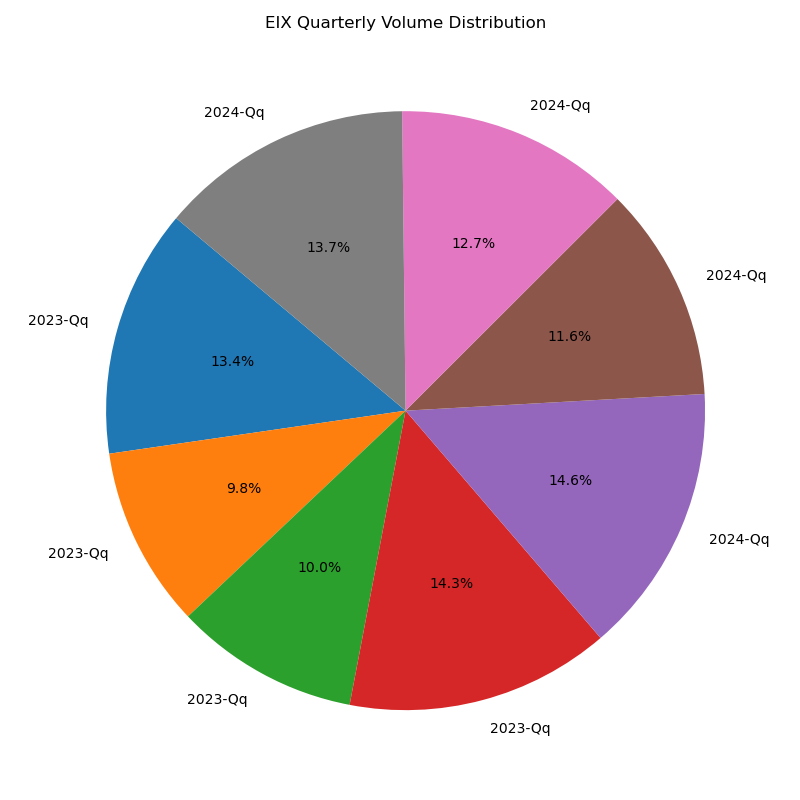 EIX Quarterly Volume Distribution
2024-Qq
2024-Qq
12.7%
13.7%
2024-Qq
2023-Qq
11.6%
13.4%
14.6%
9.8%
2024-Qq
2023-Qq
10.0%
14.3%
2023-Qq
2023-Qq